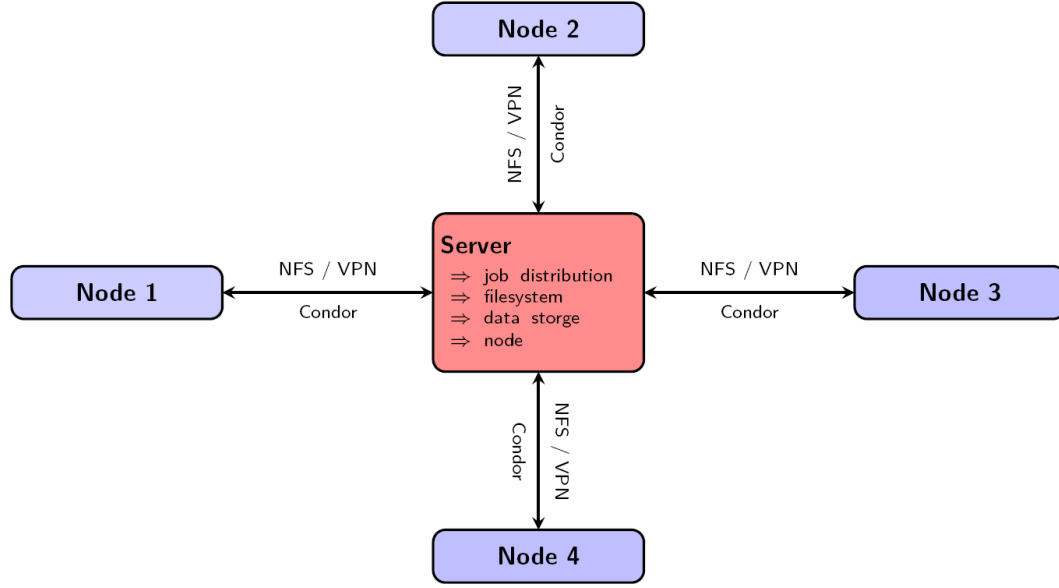 Node 2
NFS / VPN
Condor
Server
⇒ job distribution
⇒ filesystem
⇒ data storge
⇒ node
Node 1
NFS / VPN
Condor
NFS / VPN
Condor
Node 3
Condor
NFS / VPN
Node 4